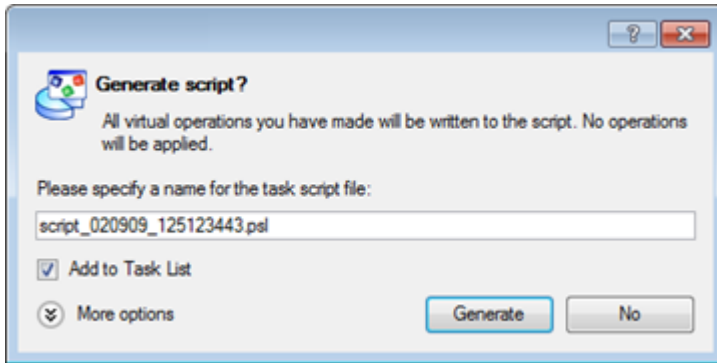 ?
Generate script?
All virtual operations you have made will be written to the script. No operations
will be applied.
Please specify a name for the task script file:
script_020909_125123443.psl
Add to Task List
More options
Generate
No